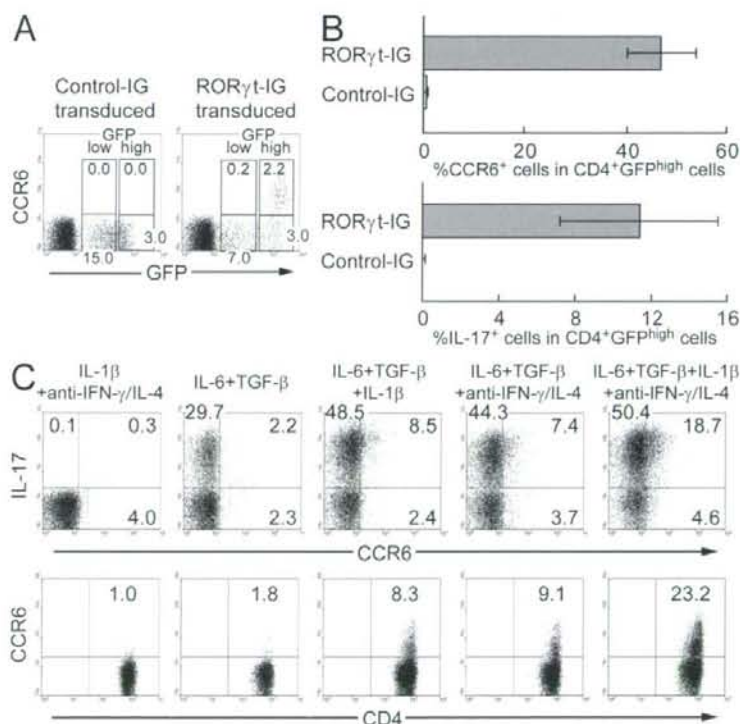 A
Control-IG transduced
RORγt-IG transduced
GFP
low high
0.0 0.0
15.0
3.0
GFP
low high
0.2 2.2
7.0
3.0
CCR6
GFP
B
RORγt-IG
Control-IG
0 20 40 60
%CCR6+ cells in CD4+GFPhigh cells
RORγt-IG
Control-IG
0 4 8 12 16
%IL-17+ cells in CD4+GFPhigh cells
C
IL-1β
+anti-IFN-γ/IL-4
IL-6+TGF-β
IL-6+TGF-β
+IL-1β
IL-6+TGF-β
+anti-IFN-γ/IL-4
IL-6+TGF-β+IL-1β
+anti-IFN-γ/IL-4
IL-17
0.1 0.3
4.0
29.7 2.2
2.3
48.5 8.5
2.4
44.3 7.4
3.7
50.4 18.7
4.6
CCR6
CCR6
1.0
1.8
8.3
9.1
23.2
CD4